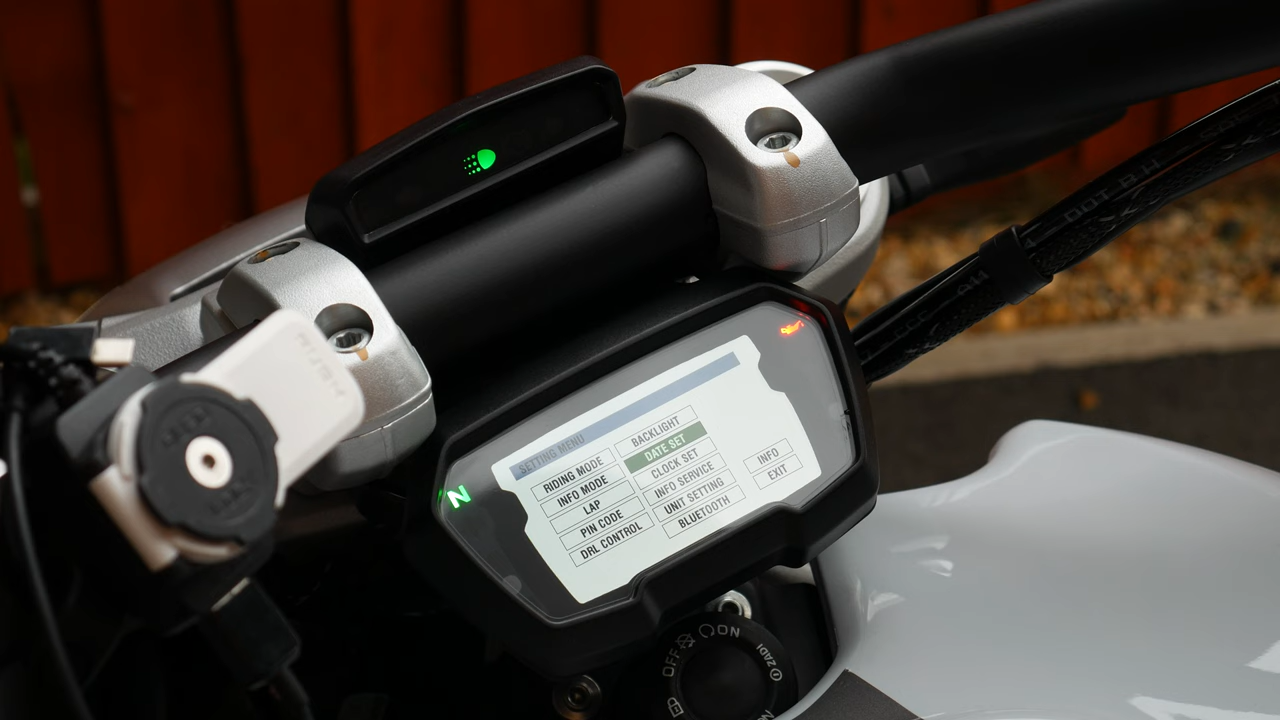 SETTING MENU
RIDING MODE
INFO MODE
LAP
PIN CODE
DRL CONTROL
BACKLIGHT
DATE SET
CLOCK SET
INFO SERVICE
UNIT SETTING
BLUETOOTH
INFO
EXIT
N
OFF
ON
ZADI